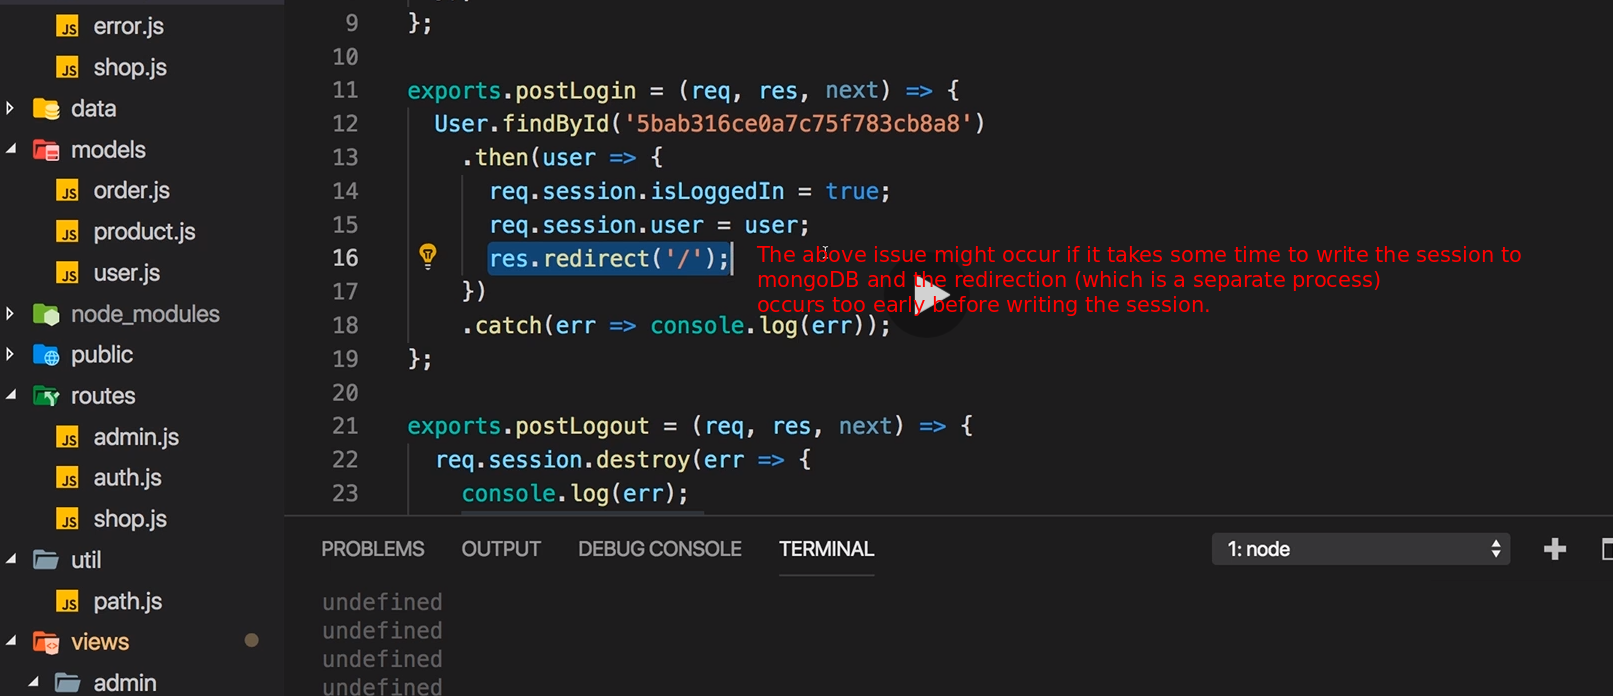 error.js
shop.js
data
models
order.js
product.js
user.js
node_modules
public
routes
admin.js
auth.js
shop.js
util
path.js
views
admin
9 };
10
11 exports.postLogin = (req, res, next) => {
12 User.findById('5bab316ce0a7c75f783cb8a8')
13 .then(user => {
14 req.session.isLoggedIn = true;
15 req.session.user = user;
16 res.redirect('/');
The above issue might occur if it takes some time to write the session to
mongoDB and the redirection (which is a separate process)
occurs too early before writing the session.
17 })
18 .catch(err => console.log(err));
19 };
20
21 exports.postLogout = (req, res, next) => {
22 req.session.destroy(err => {
23 console.log(err);
PROBLEMS OUTPUT DEBUG CONSOLE TERMINAL 1: node
undefined
undefined
undefined
undefined